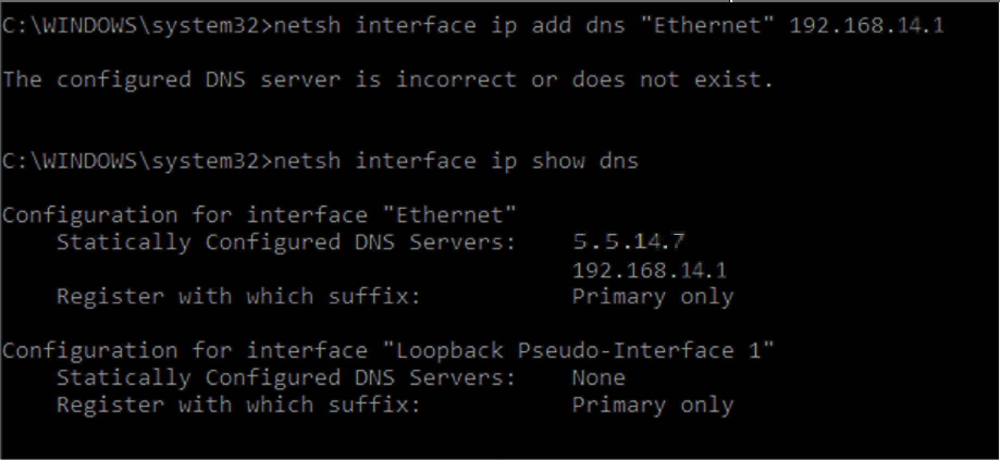 C:\WINDOWS\system32>netsh interface ip add dns "Ethernet" 192.168.14.1
The configured DNS server is incorrect or does not exist.
C:\WINDOWS\system32>netsh interface ip show dns
Configuration for interface "Ethernet"
Statically Configured DNS Servers: 5.5.14.7
192.168.14.1
Register with which suffix: Primary only
Configuration for interface "Loopback Pseudo-Interface 1"
Statically Configured DNS Servers: None
Register with which suffix: Primary only